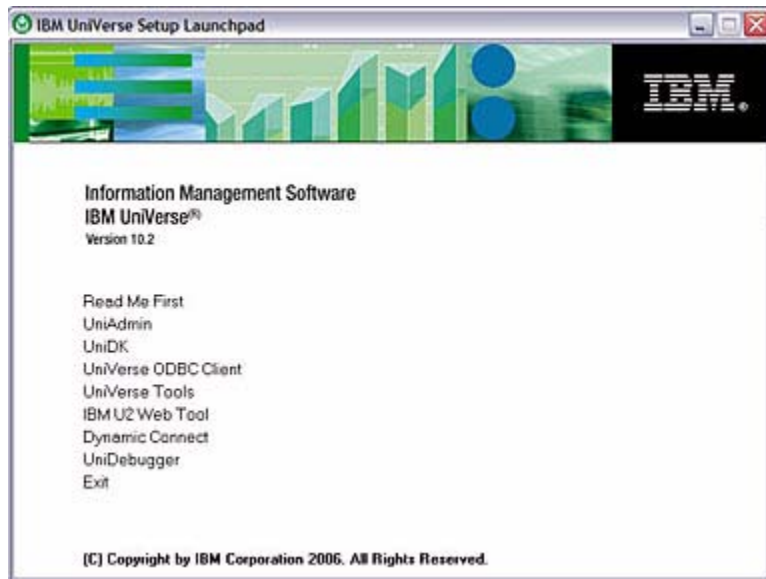 IBM UniVerse Setup Launchpad
IBM®
Information Management Software
IBM UniVerse(R)
Version 10.2
Read Me First
UniAdmin
UniDK
UniVerse ODBC Client
UniVerse Tools
IBM U2 Web Tool
Dynamic Connect
UniDebugger
Exit
(C) Copyright by IBM Corporation 2006. All Rights Reserved.